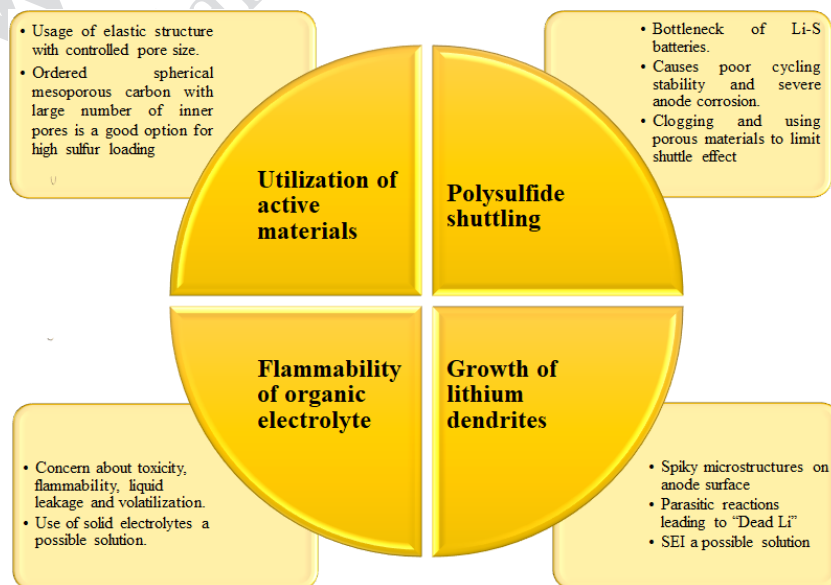 • Usage of elastic structure
with controlled pore size.
• Ordered spherical
mesoporous carbon with
large number of inner
pores is a good option for
high sulfur loading
• Bottleneck of Li-S
batteries.
• Causes poor cycling
stability and severe
anode corrosion.
• Clogging and using
porous materials to limit
shuttle effect
Utilization of
active
materials
Polysulfide
shuttling
Flammability
of organic
electrolyte
Growth of
lithium
dendrites
• Concern about toxicity,
flammability, liquid
leakage and volatilization.
• Use of solid electrolytes a
possible solution.
• Spiky microstructures on
anode surface
• Parasitic reactions
leading to “Dead Li”
• SEI a possible solution